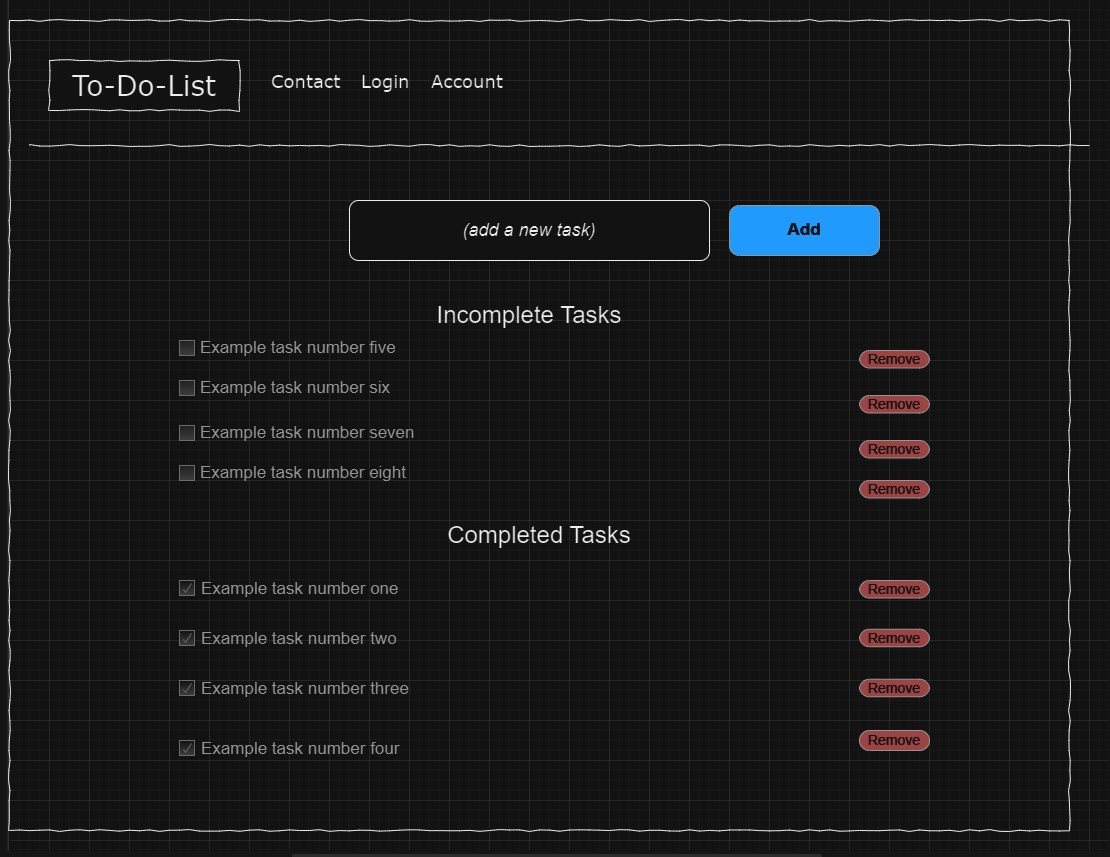 To-Do-List
Contact Login Account
(add a new task)
Add
Incomplete Tasks
Example task number five
Remove
Example task number six
Remove
Example task number seven
Remove
Example task number eight
Remove
Completed Tasks
Example task number one
Remove
Example task number two
Remove
Example task number three
Remove
Example task number four
Remove